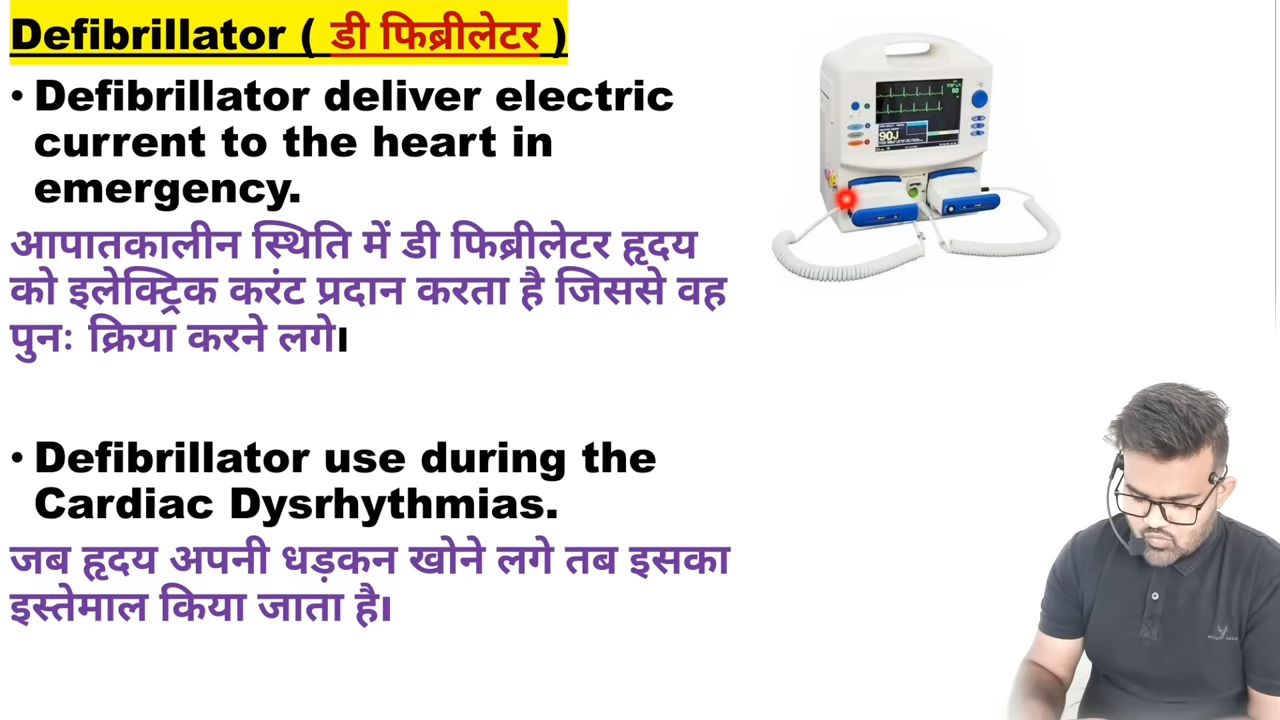 Defibrillator ( डी फिब्रीलेटर )
• Defibrillator deliver electric
current to the heart in
emergency.
आपातकालीन स्थिति में डी फिब्रीलेटर हृदय
को इलेक्ट्रिक करंट प्रदान करता है जिससे वह
पुनः क्रिया करने लगे।
• Defibrillator use during the
Cardiac Dysrhythmias.
जब हृदय अपनी धड़कन खोने लगे तब इसका
इस्तेमाल किया जाता है।
90J